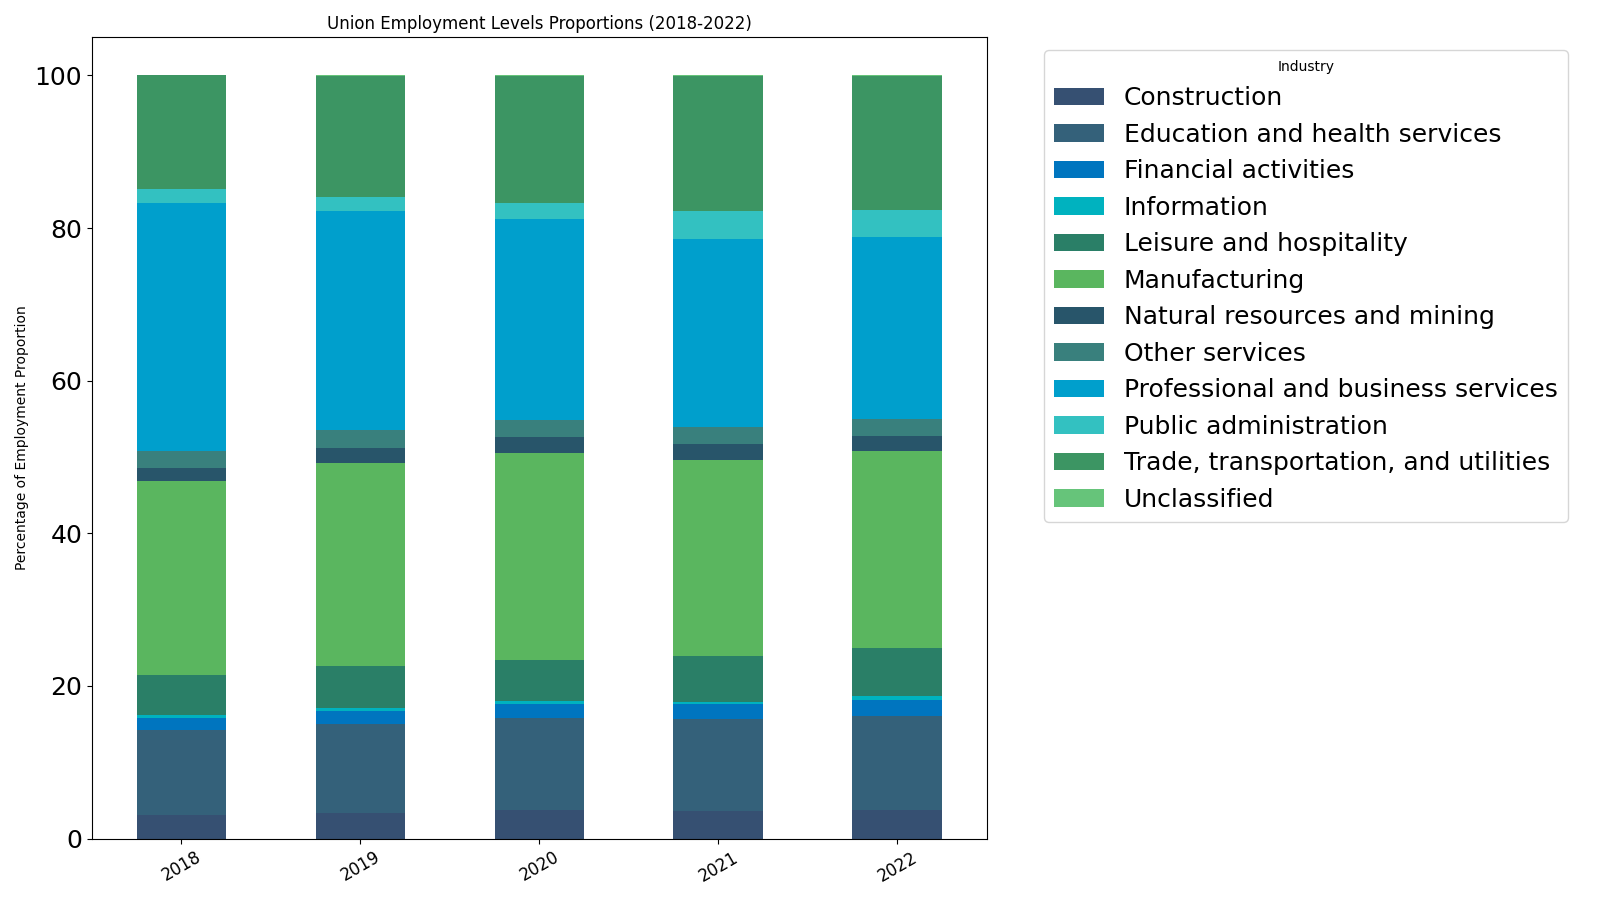 Union Employment Levels Proportions (2018-2022)
Percentage of Employment Proportion
100
80
60
40
20
0
2018
2019
2020
2021
2022
Industry
Construction
Education and health services
Financial activities
Information
Leisure and hospitality
Manufacturing
Natural resources and mining
Other services
Professional and business services
Public administration
Trade, transportation, and utilities
Unclassified